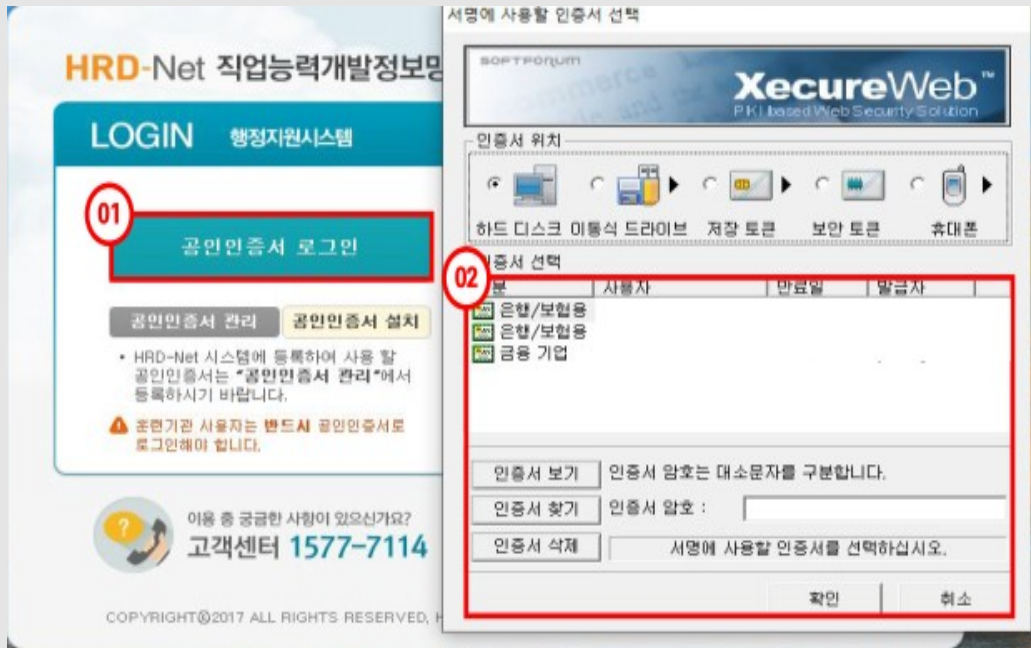 HRD-Net 직업능력개발정보망
LOGIN 행정지원시스템
01
공인인증서 로그인
공인인증서 관리
공인인증서 설치
• HRD-Net 시스템에 등록하여 사용 할
공인인증서는 "공인인증서 관리"에서
등록하시기 바랍니다.
훈련기관 사용자는 반드시 공인인증서로
로그인해야 합니다.
이용 중 궁금한 사항이 있으신가요?
고객센터 1577-7114
COPYRIGHT©2017 ALL RIGHTS RESERVED,
서명에 사용할 인증서 선택
SOFTFORUM
XecureWeb™
PKI based Web Security Solution
인증서 위치
하드 디스크 이동식 드라이브 저장 토큰 보안 토큰 휴대폰
인증서 선택
02
사용자 만료일 발급자
은행/보험용
은행/보험용
금융 기업
인증서 보기 인증서 암호는 대소문자를 구분합니다.
인증서 찾기 인증서 암호 :
인증서 삭제 서명에 사용할 인증서를 선택하십시오.
확인 취소